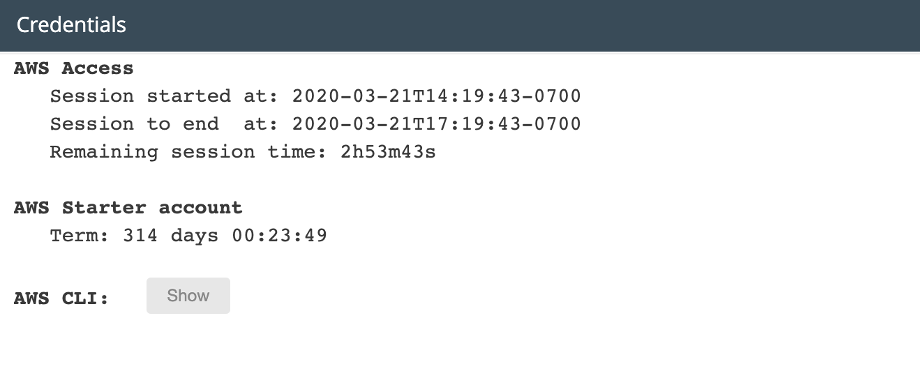 Credentials
AWS Access
Session started at: 2020-03-21T14:19:43-0700
Session to end  at: 2020-03-21T17:19:43-0700
Remaining session time: 2h53m43s
AWS Starter account
Term: 314 days 00:23:49
AWS CLI: Show